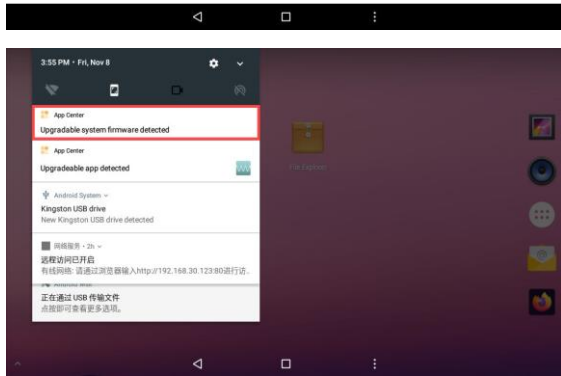 3:55 PM • Fri, Nov 8
App Center
Upgradable system firmware detected
App Center
Upgradeable app detected
Android System
Kingston USB drive
New Kingston USB drive detected
网络服务 • 2h
远程访问已开启
有线网络: 请通过浏览器输入http://192.168.30.123:80进行访..
正在通过 USB 传输文件
点按即可查看更多选项。
File Explorer